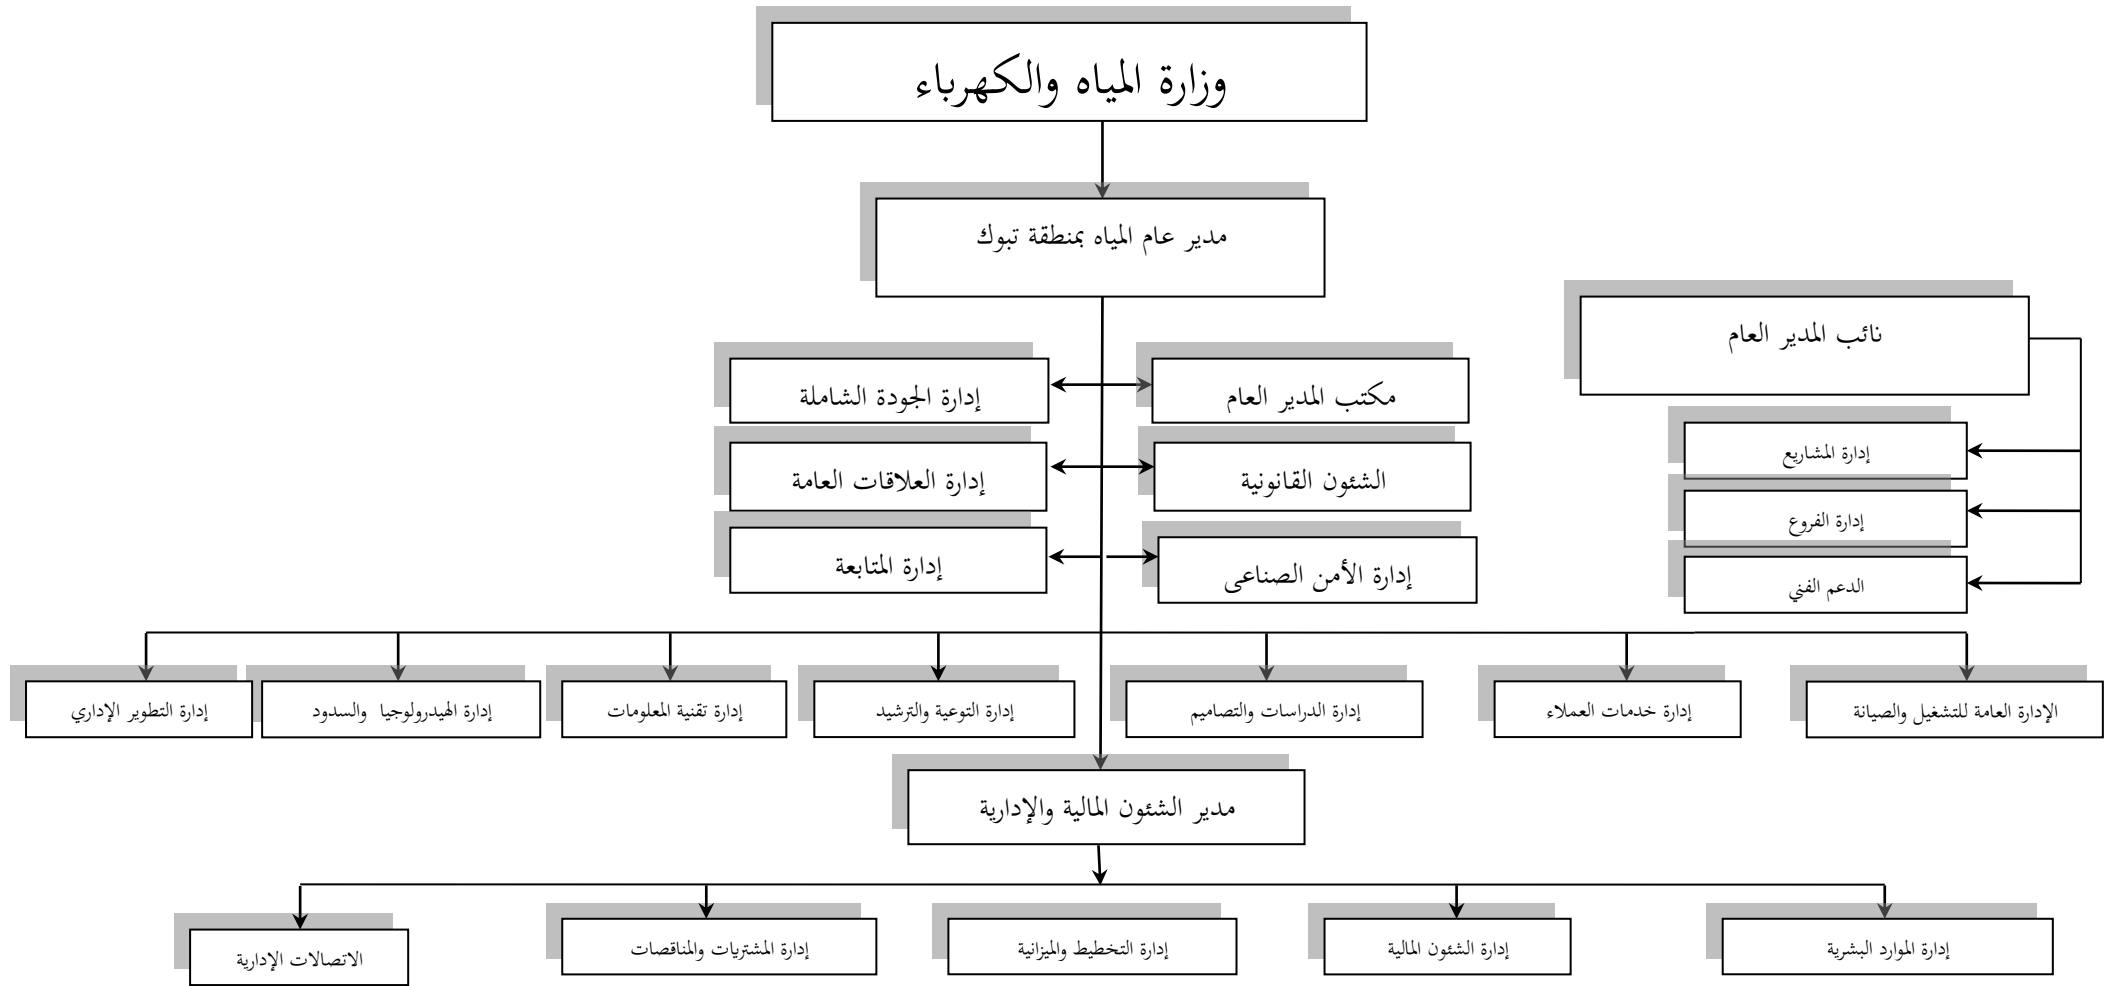 وزارة المياه والكهرباء
مدير عام المياه بمنطقة تبوك
نائب المدير العام
مكتب المدير العام
إدارة الجودة الشاملة
الشئون القانونية
إدارة العلاقات العامة
إدارة الأمن الصناعى
إدارة المتابعة
إدارة المشاريع
إدارة الفروع
الدعم الفني
الإدارة العامة للتشغيل والصيانة
إدارة خدمات العملاء
إدارة الدراسات والتصاميم
إدارة التوعية والترشيد
إدارة تقنية المعلومات
إدارة الهيدرولوجيا والسدود
إدارة التطوير الإداري
مدير الشئون المالية والإدارية
إدارة الموارد البشرية
إدارة الشئون المالية
إدارة التخطيط والميزانية
إدارة المشتريات والمناقصات
الاتصالات الإدارية